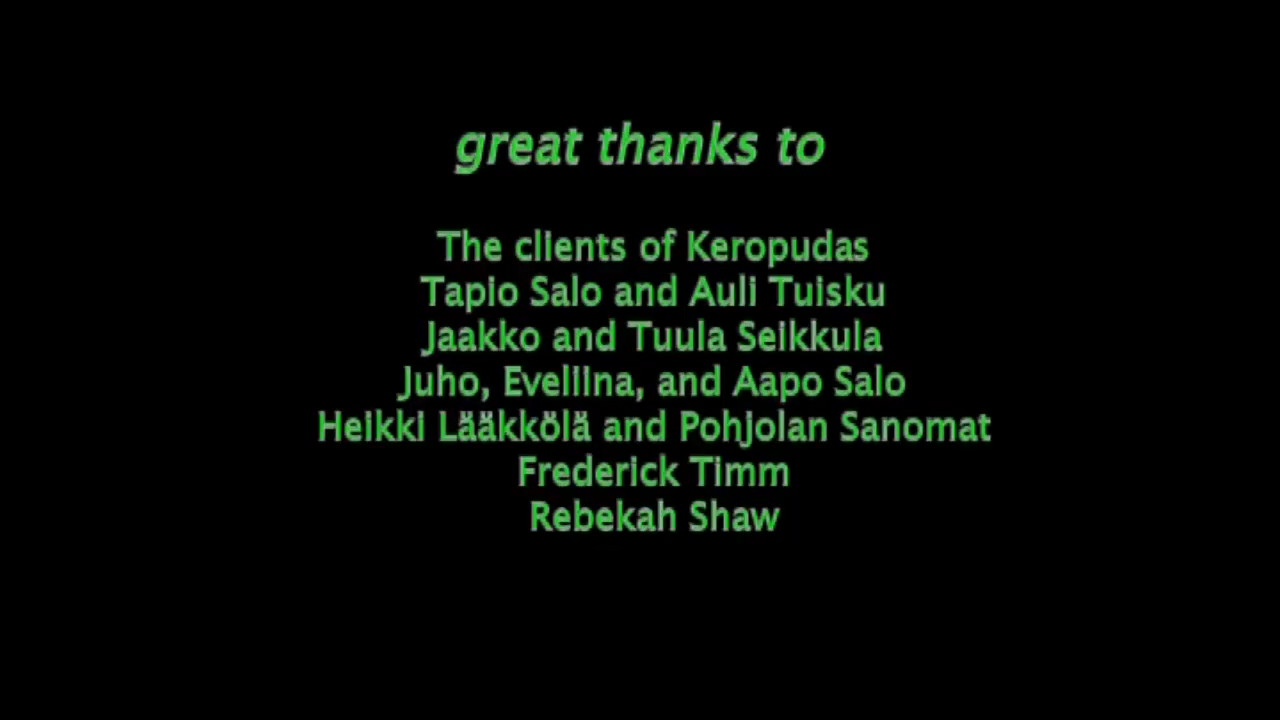 great thanks to
The clients of Keropudas
Tapio Salo and Auli Tuisku
Jaakko and Tuula Seikkula
Juho, Eveliina, and Aapo Salo
Heikki Lääkkölä and Pohjolan Sanomat
Frederick Timm
Rebekah Shaw